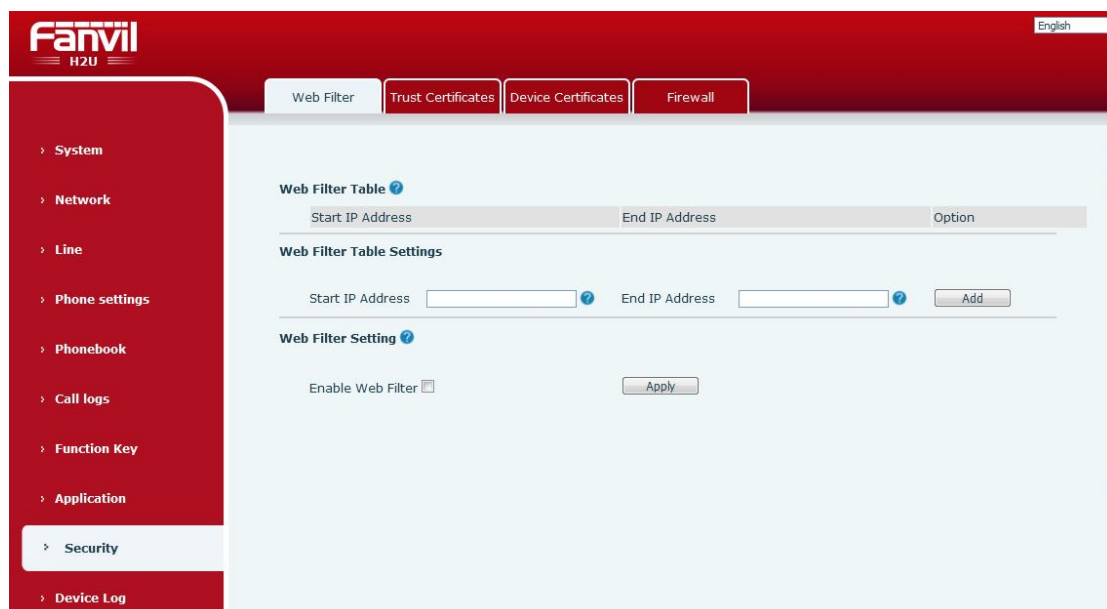 Fanvil
H2U
English
Web Filter
Trust Certificates
Device Certificates
Firewall
System
Network
Line
Phone settings
Phonebook
Call logs
Function Key
Application
Security
Device Log
Web Filter Table
Start IP Address End IP Address Option
Web Filter Table Settings
Start IP Address End IP Address Add
Web Filter Setting
Enable Web Filter Apply